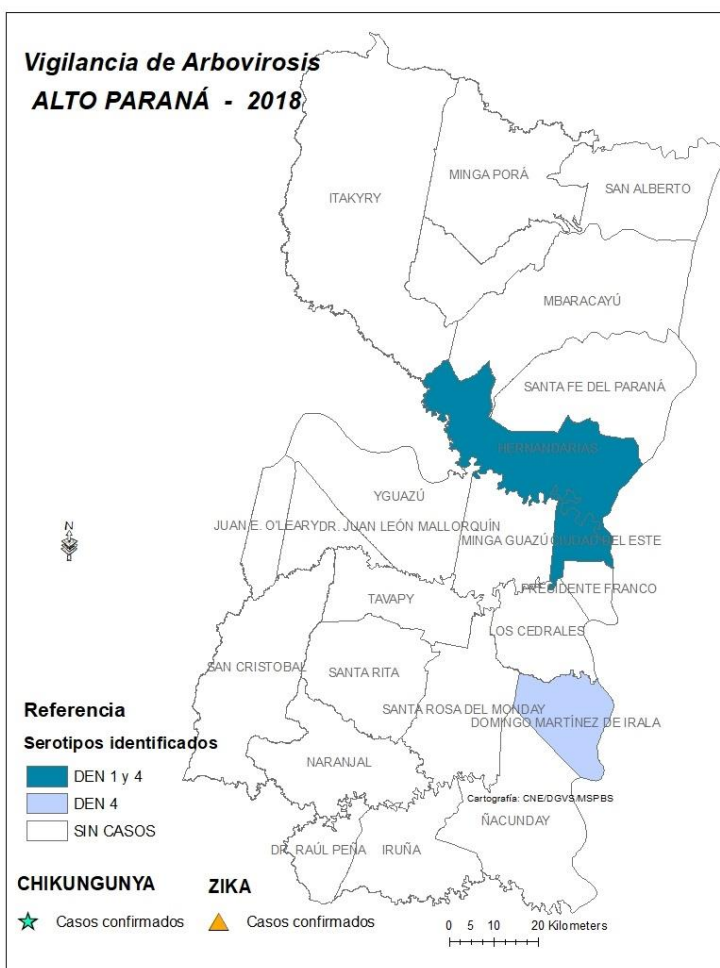 Vigilancia de Arbovirosis
ALTO PARANÁ - 2018
ITAKYRY
MINGA PORÁ
SAN ALBERTO
MBARACAYÚ
SANTA FE DEL PARANÁ
HERNANDARIAS
YGUAZÚ
JUAN E. O'LEARY
DR. JUAN LEÓN MALLORQUÍN
MINGA GUAZÚ
CIUDAD DEL ESTE
N
PRESIDENTE FRANCO
TAVAPY
LOS CEDRALES
SAN CRISTOBAL
SANTA RITA
SANTA ROSA DEL MONDAY
DOMINGO MARTÍNEZ DE IRALA
NARANJAL
Cartografía: CNE/DGVS/MSPBS
ÑACUNDAY
DR. RAÚL PEÑA
IRUÑA
Referencia
Serotipos identificados
DEN 1 y 4
DEN 4
SIN CASOS
CHIKUNGUNYA
Casos confirmados
ZIKA
Casos confirmados
0 5 10 20 Kilometers